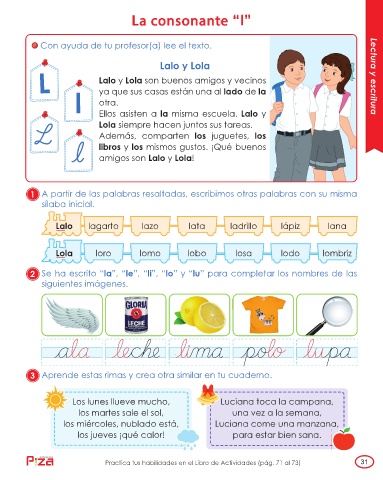 La consonante “l”
Con ayuda de tu profesor(a) lee el texto.
Lectura y escritura
Lalo y Lola
Lalo y Lola son buenos amigos y vecinos
ya que sus casas están una al lado de la
otra.
Ellos asisten a la misma escuela. Lalo y
Lola siempre hacen juntos sus tareas.
Además, comparten los juguetes, los
libros y los mismos gustos. ¡Qué buenos
amigos son Lalo y Lola!
L
l
L
l
1 A partir de las palabras resaltadas, escribimos otras palabras con su misma
sílaba inicial.
Lalo lagarto lazo lata ladrillo lápiz lana
Lola loro lomo lobo losa lodo lombriz
2 Se ha escrito “la”, “le”, “li”, “lo” y “lu” para completar los nombres de las
siguientes imágenes.
GLORIA
LECHE
ala leche lima polo lupa
3 Aprende estas rimas y crea otra similar en tu cuaderno.
Los lunes llueve mucho,
los martes sale el sol,
los miércoles, nublado está,
los jueves ¡qué calor!
Luciana toca la campana,
una vez a la semana,
Luciana come una manzana,
para estar bien sana.
Practica tus habilidades en el Libro de Actividades (pág. 71 al 73)
31